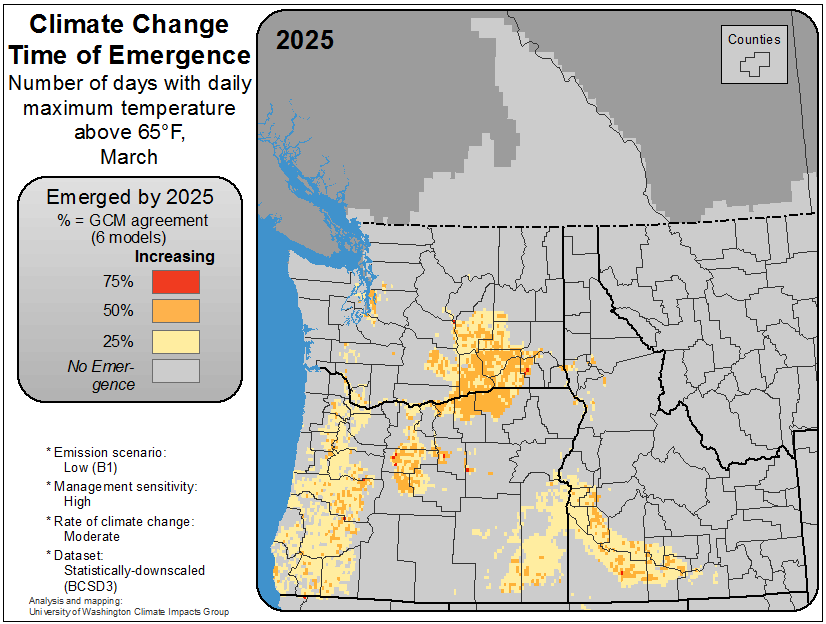 Climate Change
Time of Emergence
Number of days with daily
maximum temperature
above 65°F,
March
Emerged by 2025
% = GCM agreement
(6 models)
Increasing
75%
50%
25%
No Emer-
gence
* Emission scenario:
Low (B1)
* Management sensitivity:
High
* Rate of climate change:
Moderate
* Dataset:
Statistically-downscaled
(BCSD3)
Analysis and mapping:
University of Washington Climate Impacts Group
2025
Counties